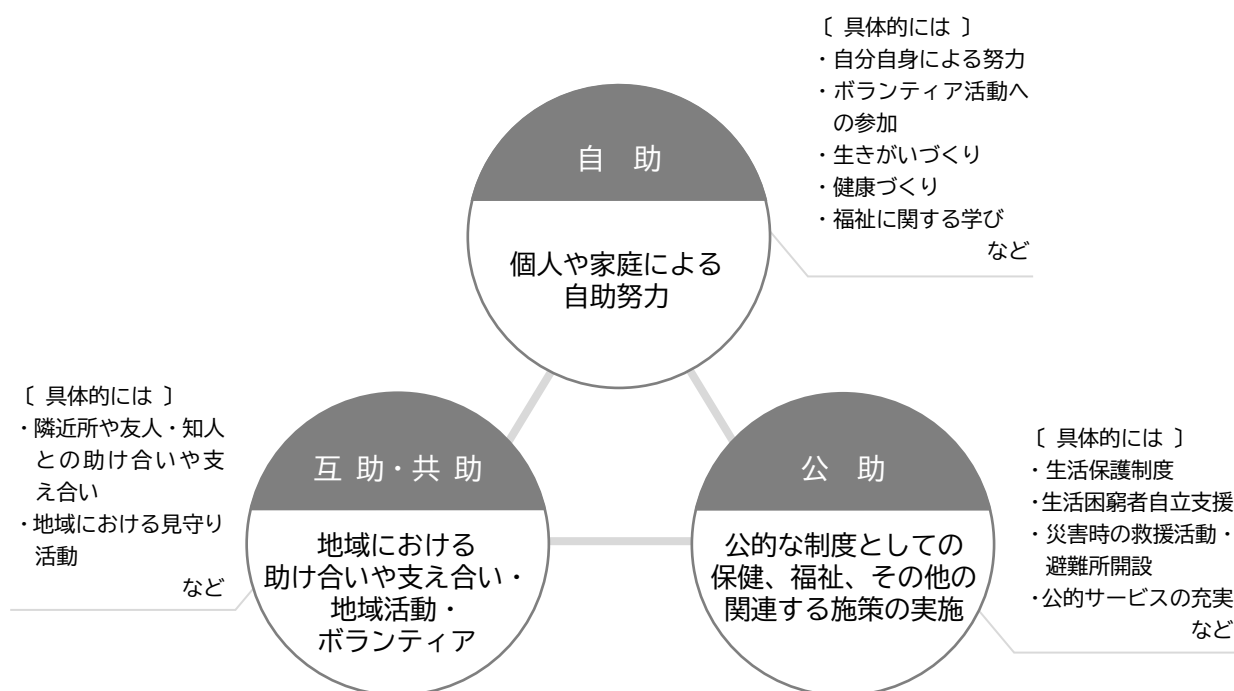 〔 具体的には 〕
・自分自身による努力
・ボランティア活動へ
の参加
・生きがいづくり
・健康づくり
・福祉に関する学び
など
自 助
個人や家庭による
自助努力
〔 具体的には 〕
・隣近所や友人・知人
との助け合いや支
え合い
・地域における見守り
活動
など
互 助・共 助
地域における
助け合いや支え合い・
地域活動・
ボランティア
公 助
公的な制度としての
保健、福祉、その他の
関連する施策の実施
〔 具体的には 〕
・生活保護制度
・生活困窮者自立支援
・災害時の救援活動・
避難所開設
・公的サービスの充実
など